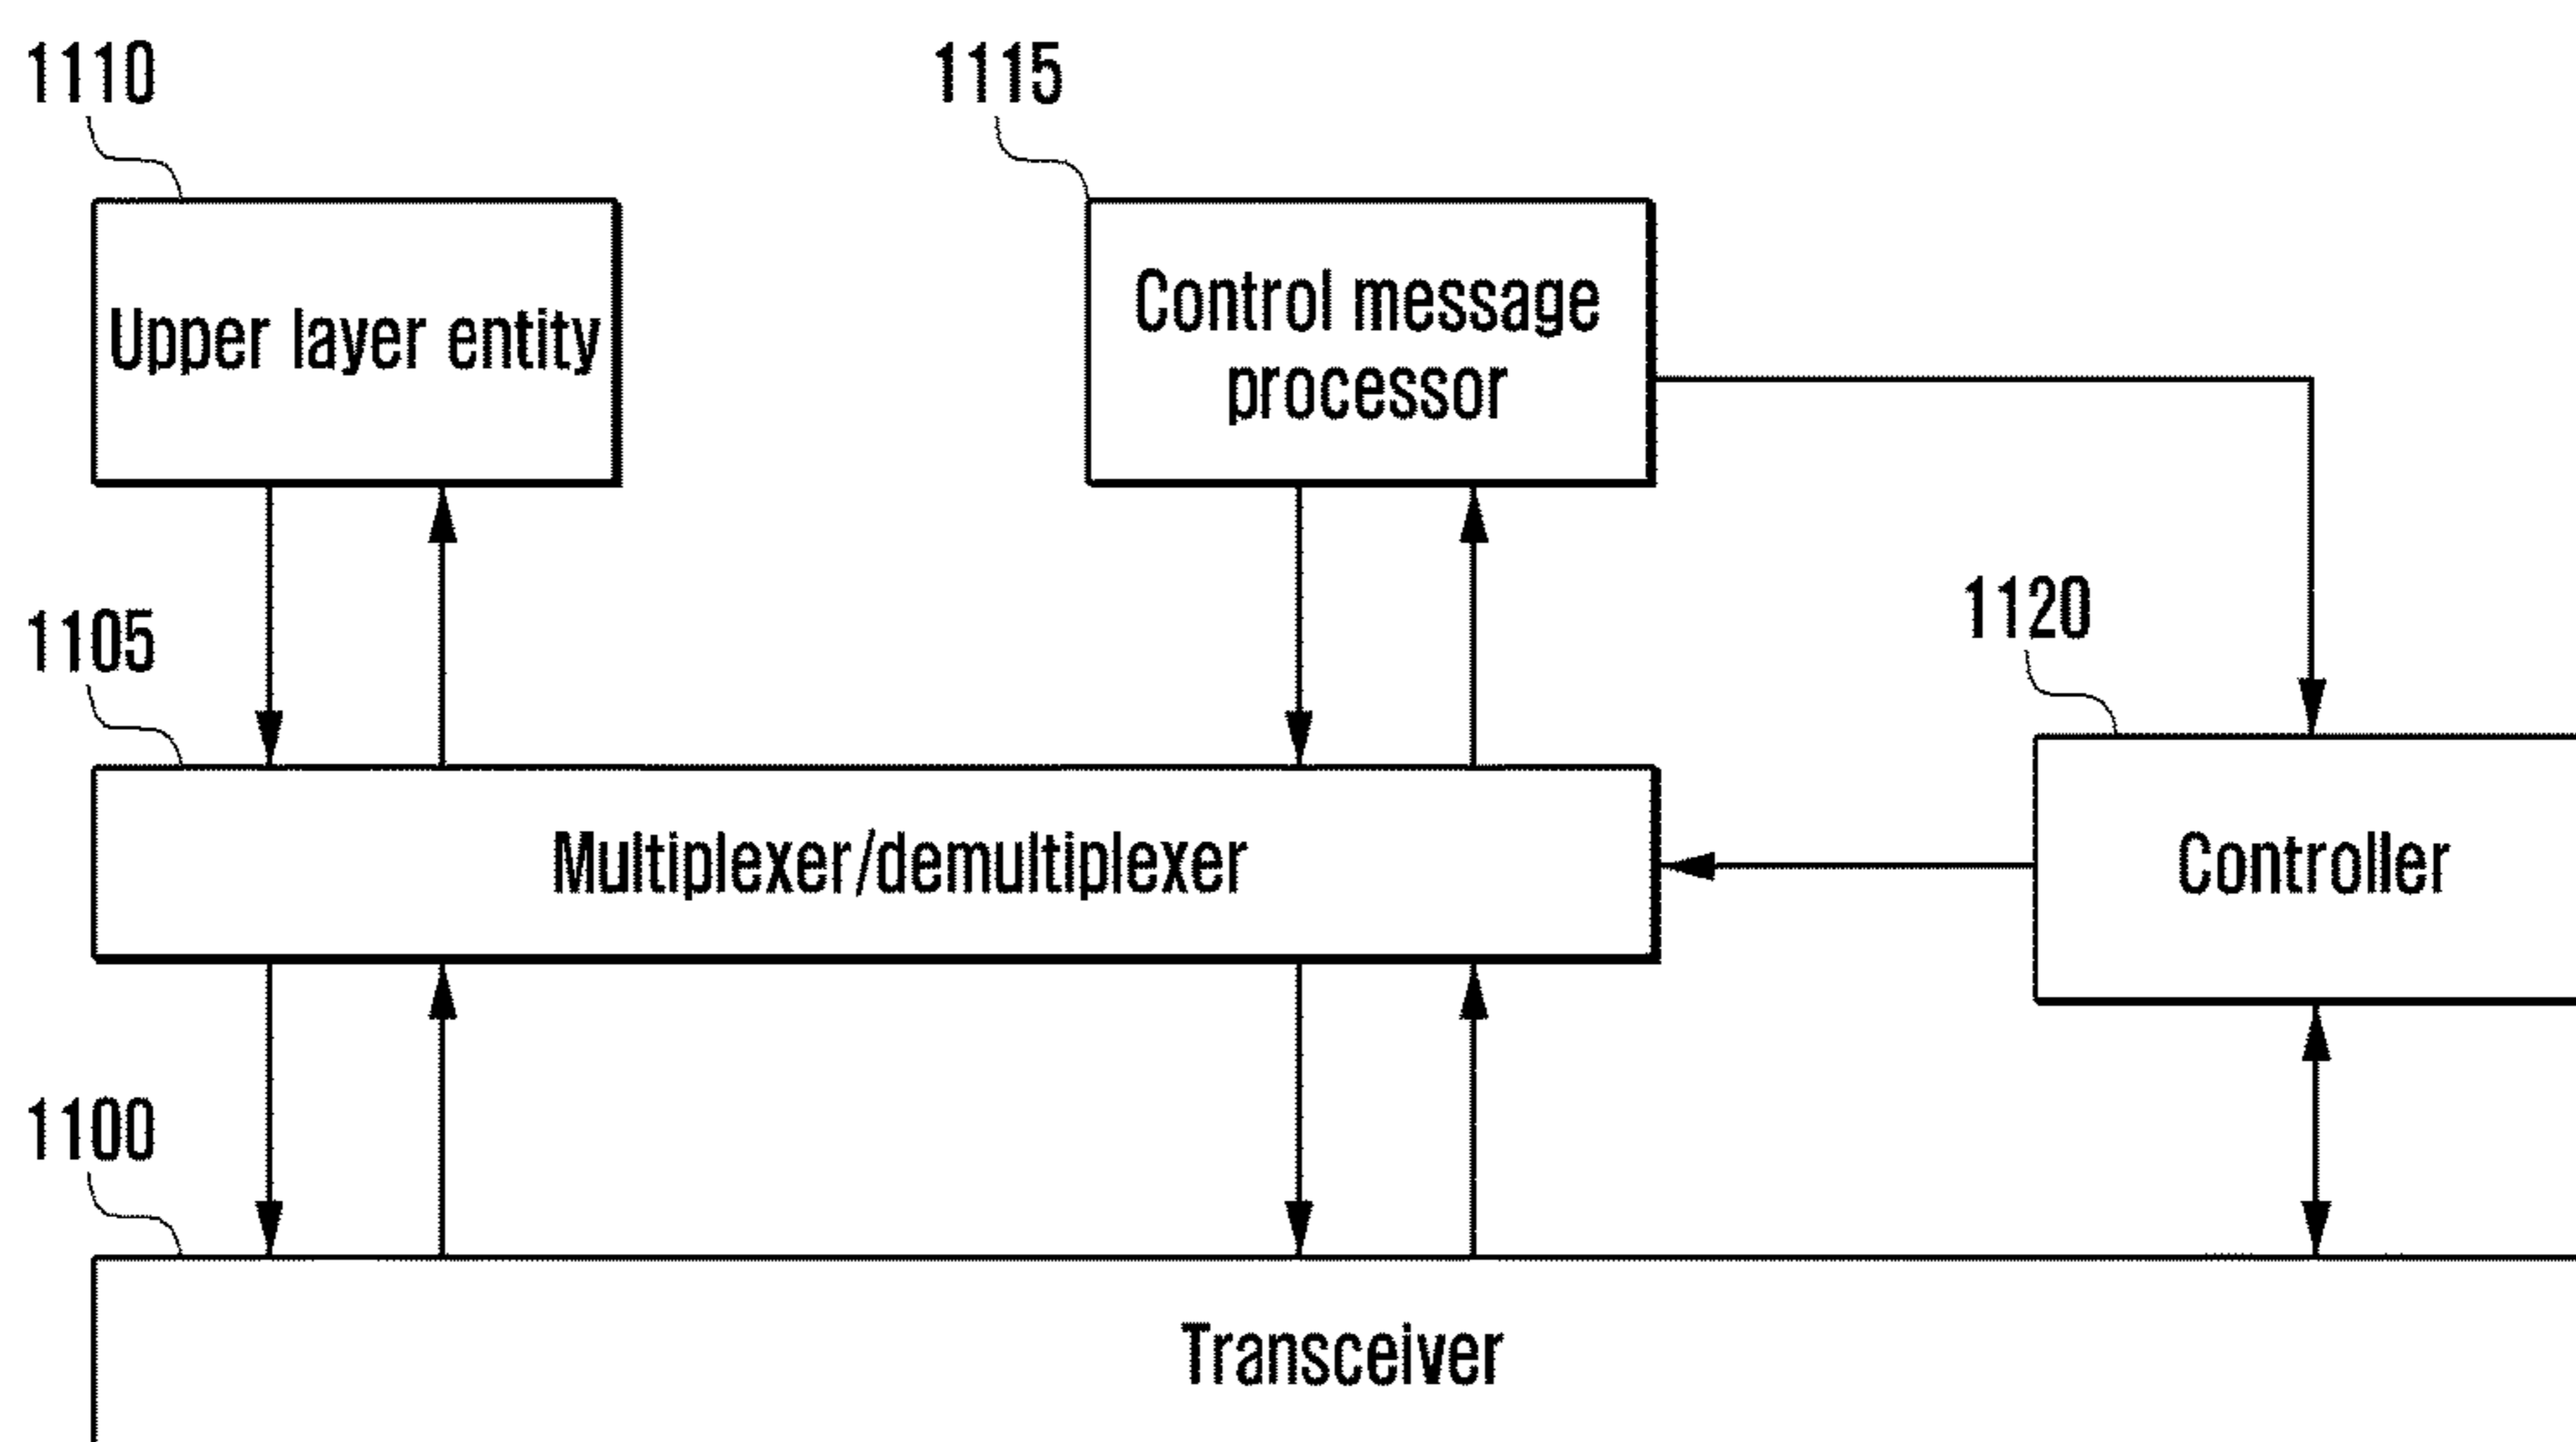 1110
1115
Upper layer entity
Control message
processor
1105
1120
Multiplexer/demultiplexer
Controller
1100
Transceiver